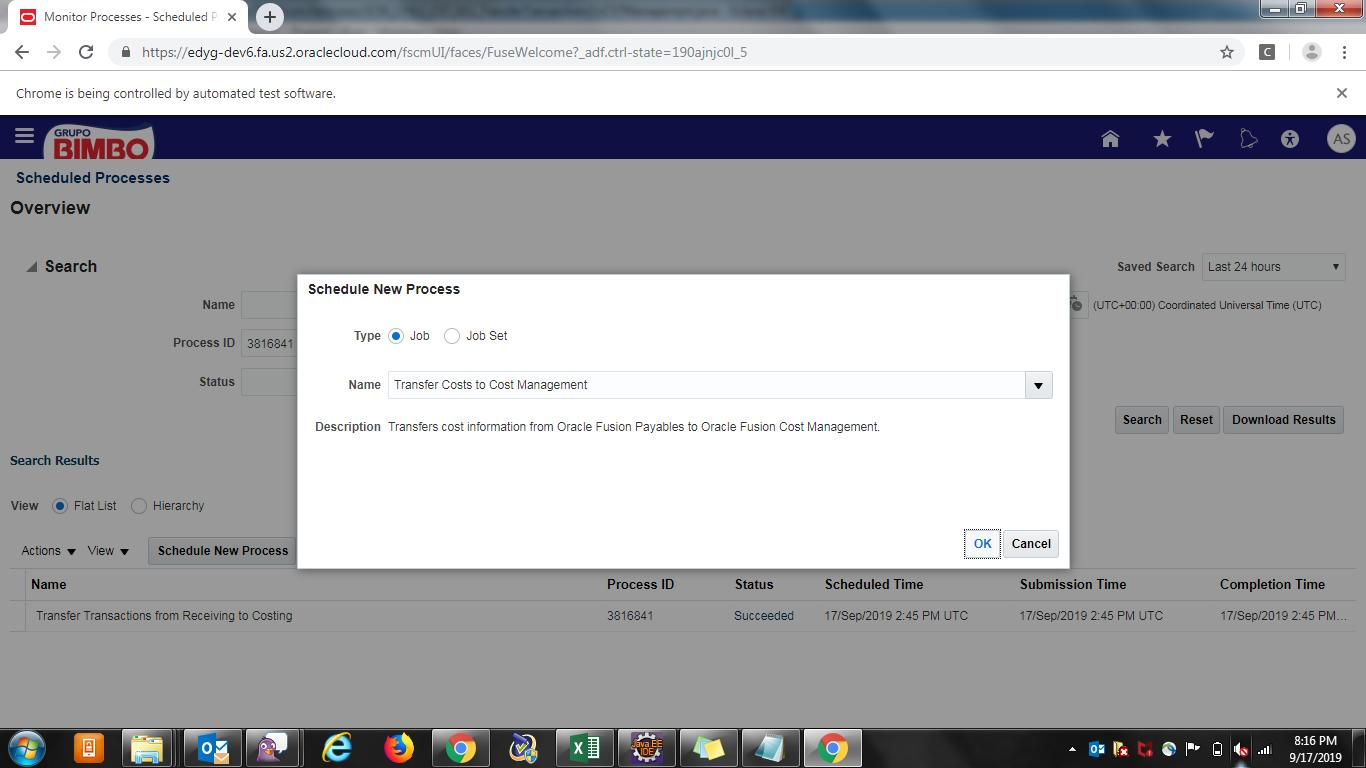 Monitor Processes - Scheduled P
https://edyg-dev6.fa.us2.oraclecloud.com/fscmUI/faces/FuseWelcome?_adf.ctrl-state=190ajnjc0l_5
C
Chrome is being controlled by automated test software.
GRUPO
BIMBO
AS
Scheduled Processes
Overview
Search
Saved Search Last 24 hours
Name
(UTC+00:00) Coordinated Universal Time (UTC)
Process ID 3816841
Status
Search Reset Download Results
Schedule New Process
Type Job Job Set
Name Transfer Costs to Cost Management
Description Transfers cost information from Oracle Fusion Payables to Oracle Fusion Cost Management.
OK Cancel
Search Results
View Flat List Hierarchy
Actions View Schedule New Process
Name Process ID Status Scheduled Time Submission Time Completion Time
Transfer Transactions from Receiving to Costing 3816841 Succeeded 17/Sep/2019 2:45 PM UTC 17/Sep/2019 2:45 PM UTC 17/Sep/2019 2:45 PM...
Java EE
IDE
8:16 PM
9/17/2019